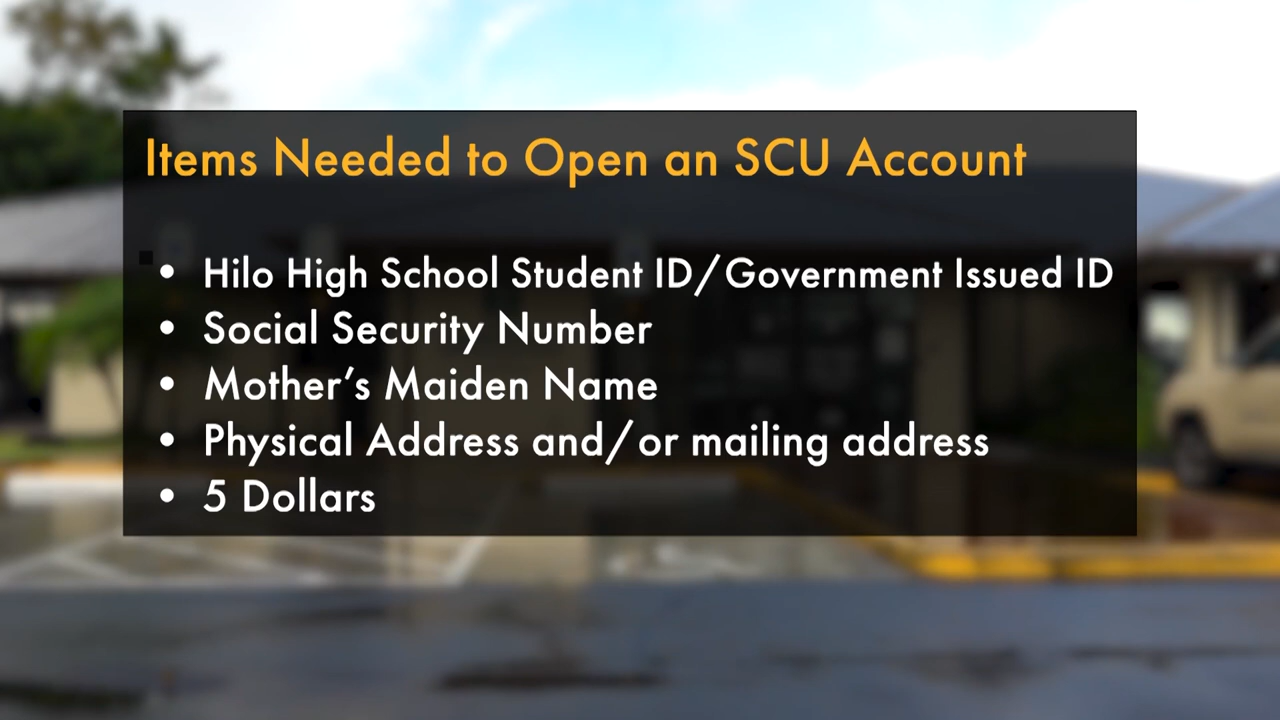 Items Needed to Open an SCU Account
• Hilo High School Student ID/Government Issued ID
• Social Security Number
• Mother’s Maiden Name
• Physical Address and/or mailing address
• 5 Dollars